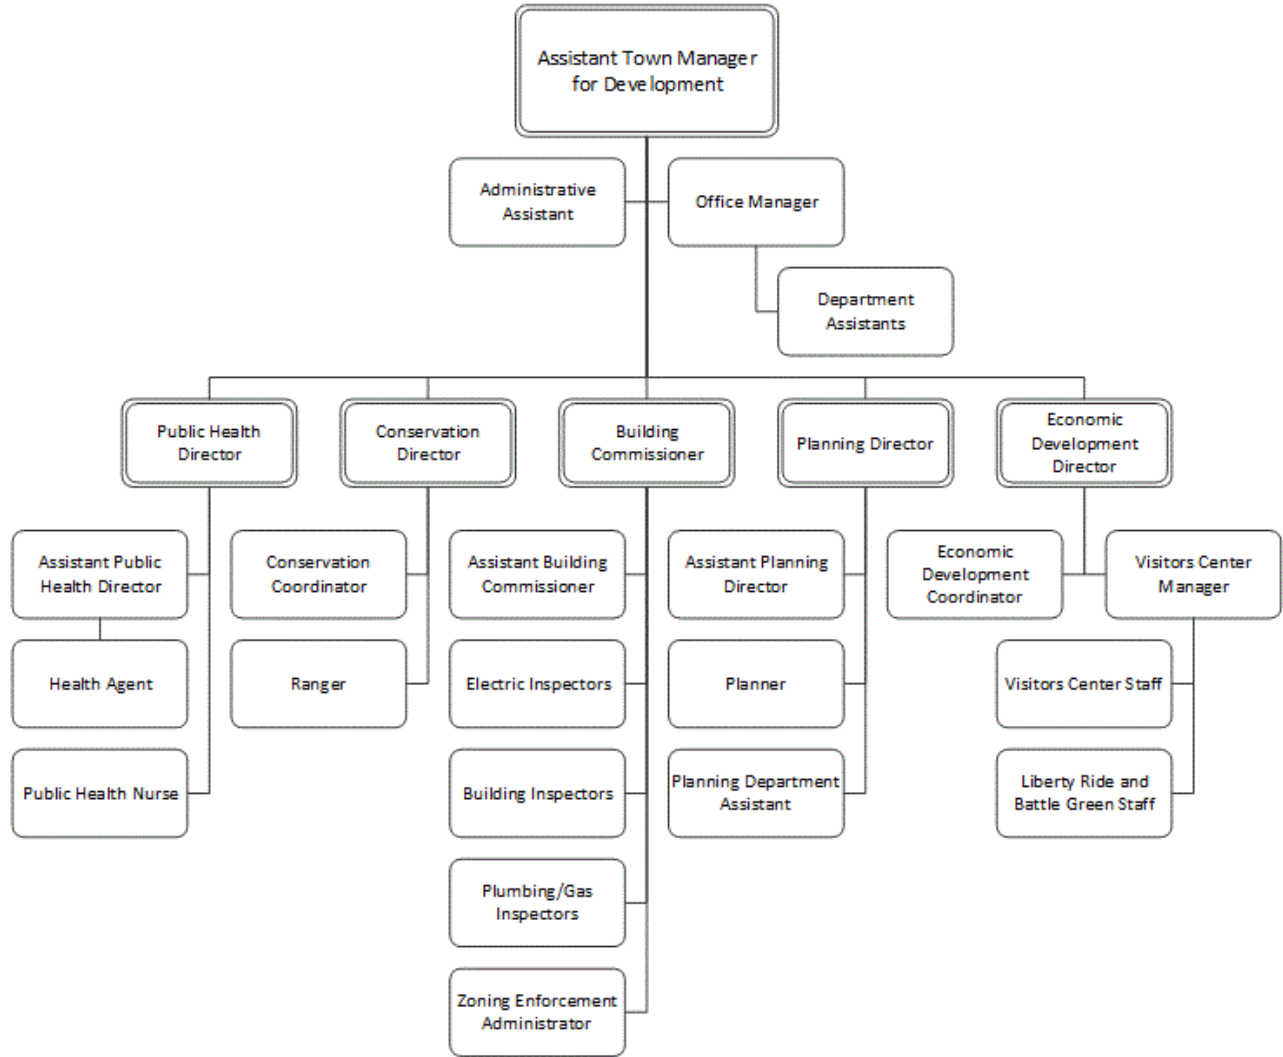 Assistant Town Manager
for Development
Administrative
Assistant
Office Manager
Department
Assistants
Public Health
Director
Conservation
Director
Building
Commissioner
Planning Director
Economic
Development
Director
Assistant Public
Health Director
Conservation
Coordinator
Assistant Building
Commissioner
Assistant Planning
Director
Economic
Development
Coordinator
Visitors Center
Manager
Health Agent
Ranger
Electric Inspectors
Planner
Visitors Center Staff
Public Health Nurse
Building Inspectors
Planning Department
Assistant
Liberty Ride and
Battle Green Staff
Plumbing/Gas
Inspectors
Zoning Enforcement
Administrator